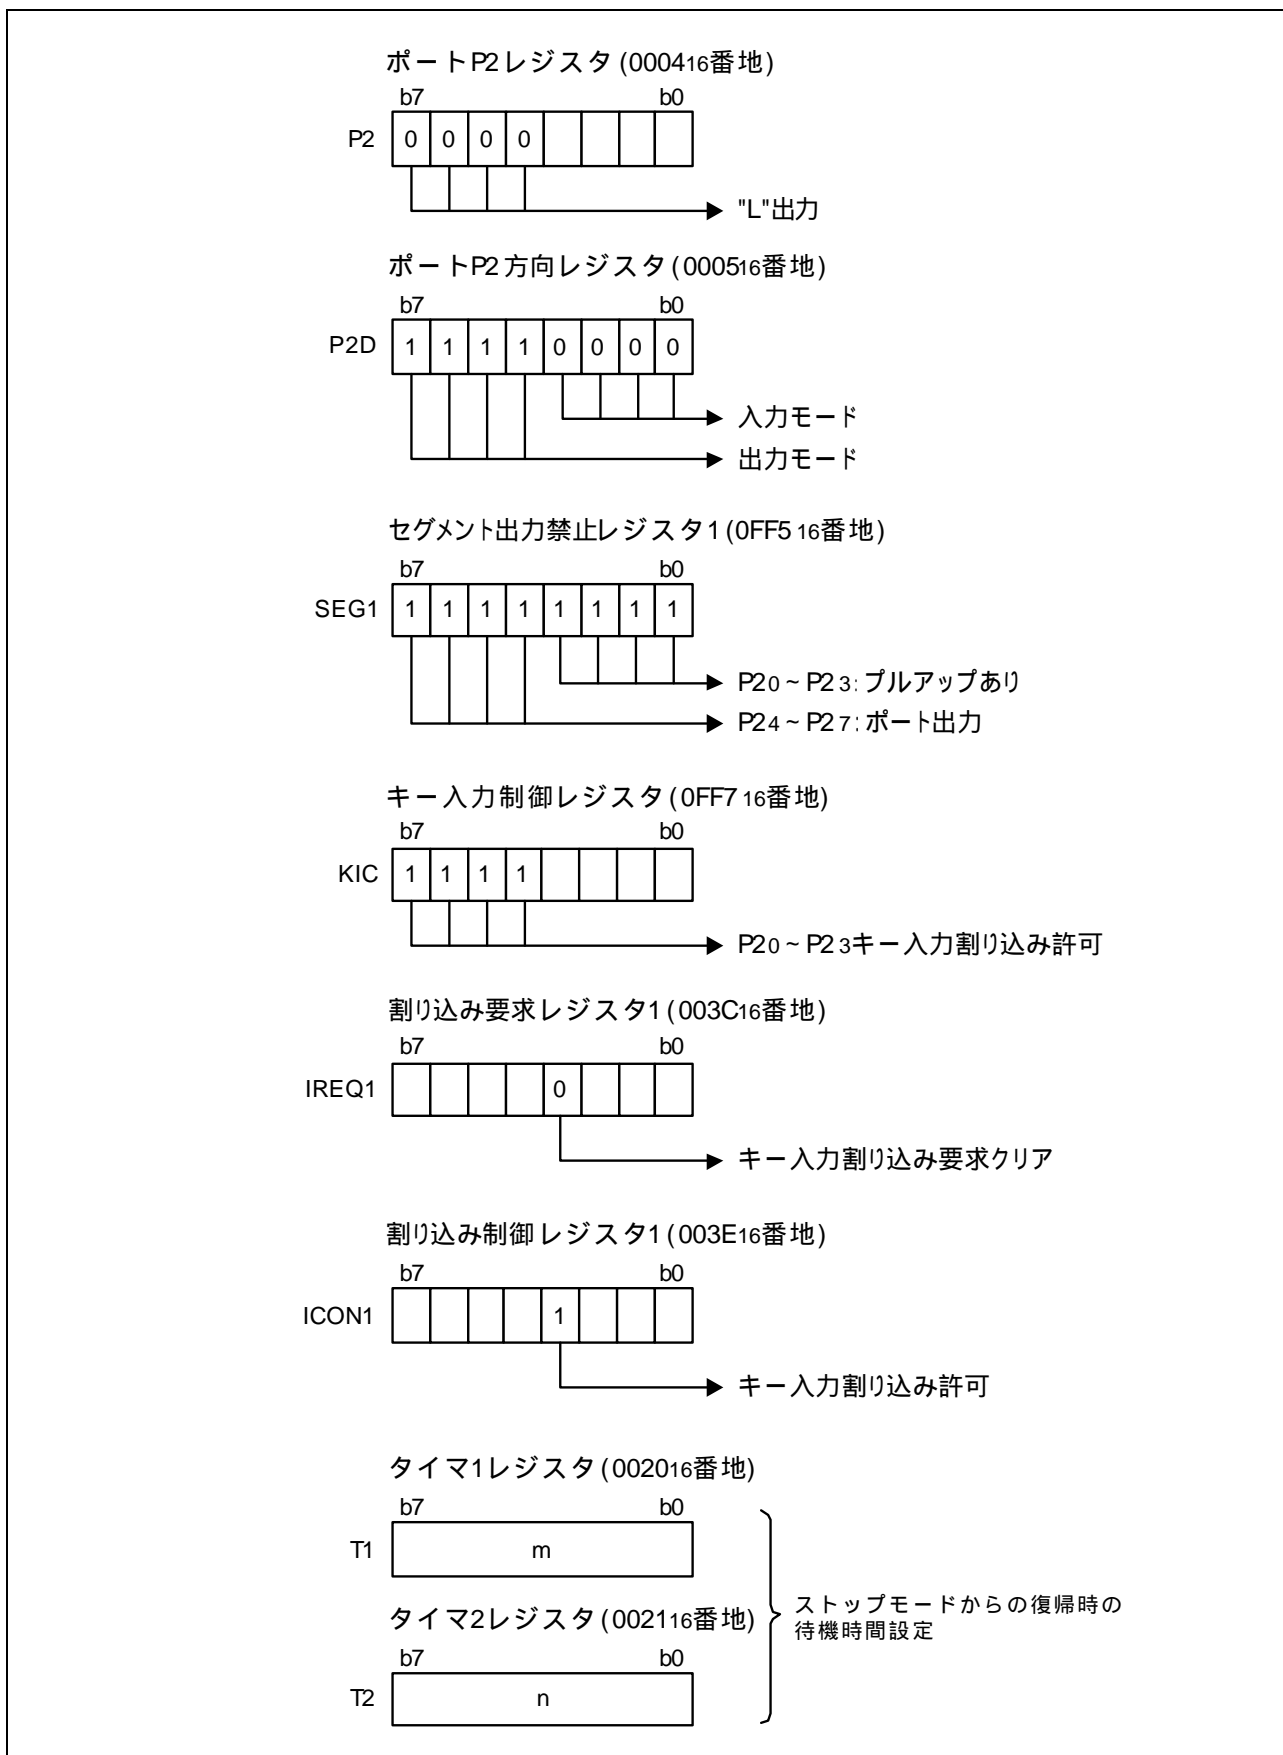 ポートP2レジスタ(000416番地)
b7 b0
P2 0 0 0 0
"L"出力
ポートP2方向レジスタ(000516番地)
b7 b0
P2D 1 1 1 1 0 0 0 0
入力モード
出力モード
セグメント出力禁止レジスタ1(0FF516番地)
b7 b0
SEG1 1 1 1 1 1 1 1 1
P20~P23:プルアップあり
P24~P27:ポート出力
キー入力制御レジスタ(0FF716番地)
b7 b0
KIC 1 1 1 1
P20~P23キー入力割り込み許可
割り込み要求レジスタ1(003C16番地)
b7 b0
IREQ1 0
キー入力割り込み要求クリア
割り込み制御レジスタ1(003E16番地)
b7 b0
ICON1 1
キー入力割り込み許可
タイマ1レジスタ(002016番地)
b7 b0
T1 m
タイマ2レジスタ(002116番地)
b7 b0
T2 n
ストップモードからの復帰時の
待機時間設定